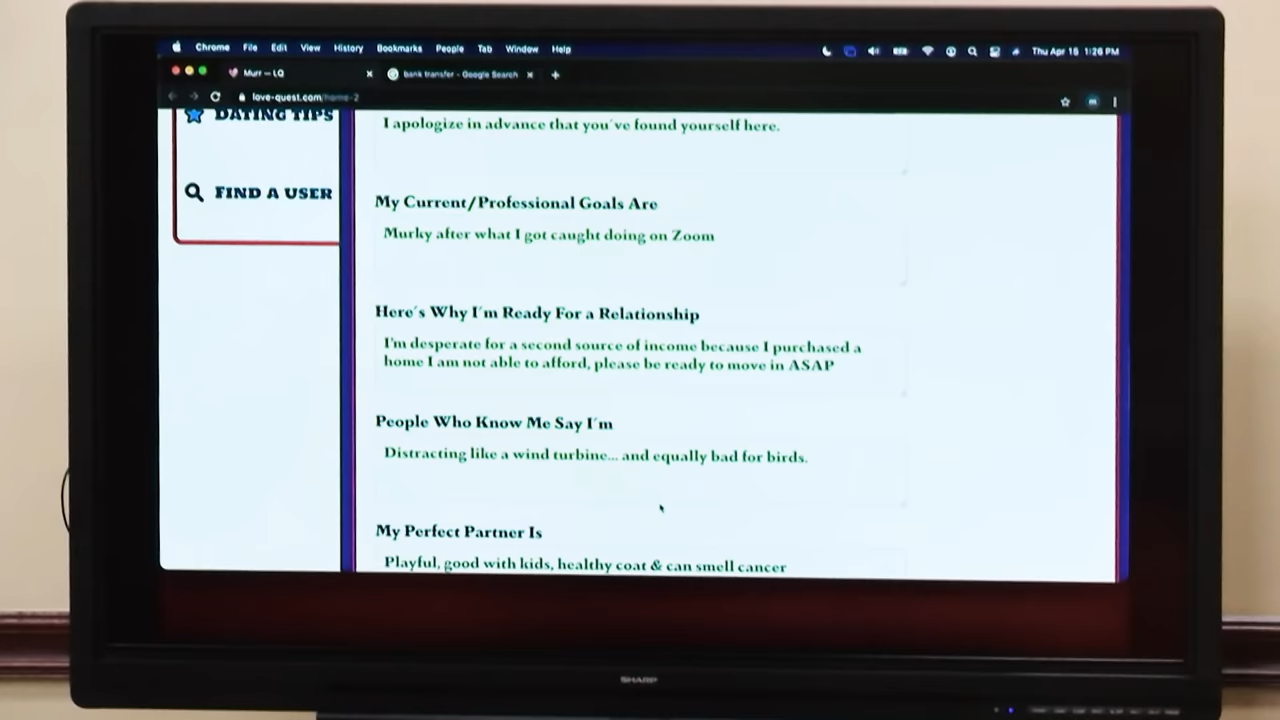 Chrome File Edit View History Bookmarks People Tab Window Help Thu Apr 15 1:26 PM
Murr — LQ bank transfer - Google Search
love-quest.com/home-2
DATING TIPS
FIND A USER
I apologize in advance that you´ve found yourself here.
My Current/Professional Goals Are
Murky after what I got caught doing on Zoom
Here´s Why I´m Ready For a Relationship
I'm desperate for a second source of income because I purchased a
home I am not able to afford, please be ready to move in ASAP
People Who Know Me Say I´m
Distracting like a wind turbine... and equally bad for birds.
My Perfect Partner Is
Playful, good with kids, healthy coat & can smell cancer
SHARP